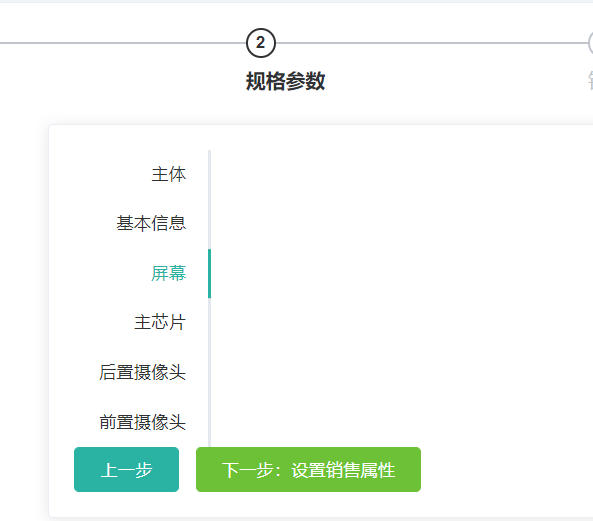 2
规格参数
主体
基本信息
屏幕
主芯片
后置摄像头
前置摄像头
上一步
下一步：设置销售属性